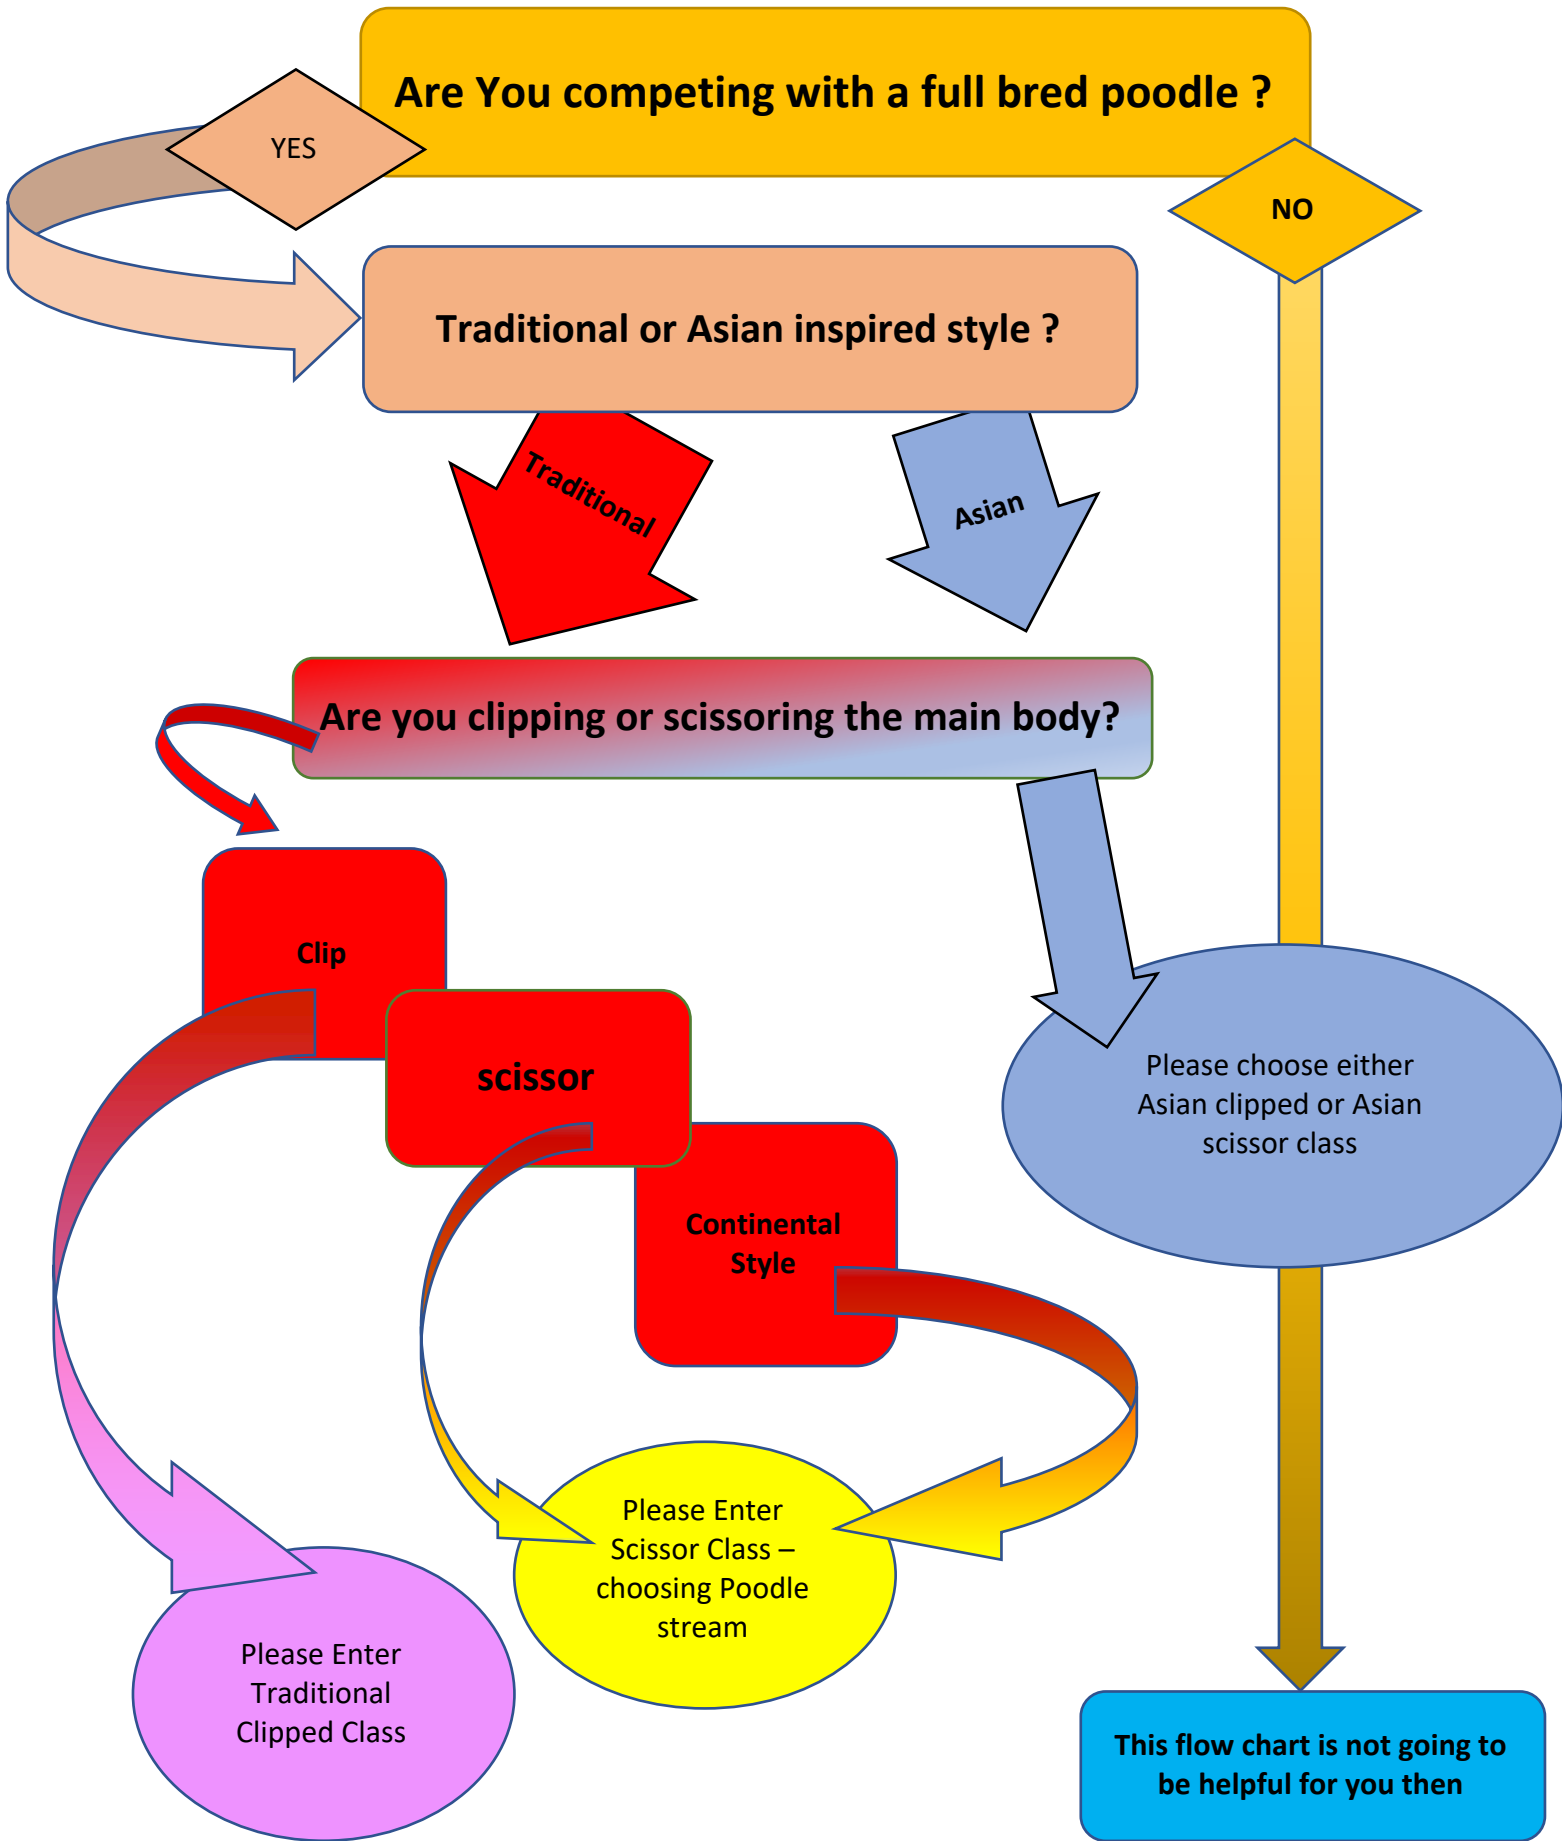 Are You competing with a full bred poodle ?
YES
NO
Traditional or Asian inspired style ?
Traditional
Asian
Are you clipping or scissoring the main body?
Clip
scissor
Continental
Style
Please choose either
Asian clipped or Asian
scissor class
Please Enter
Scissor Class –
choosing Poodle
stream
Please Enter
Traditional
Clipped Class
This flow chart is not going to
be helpful for you then